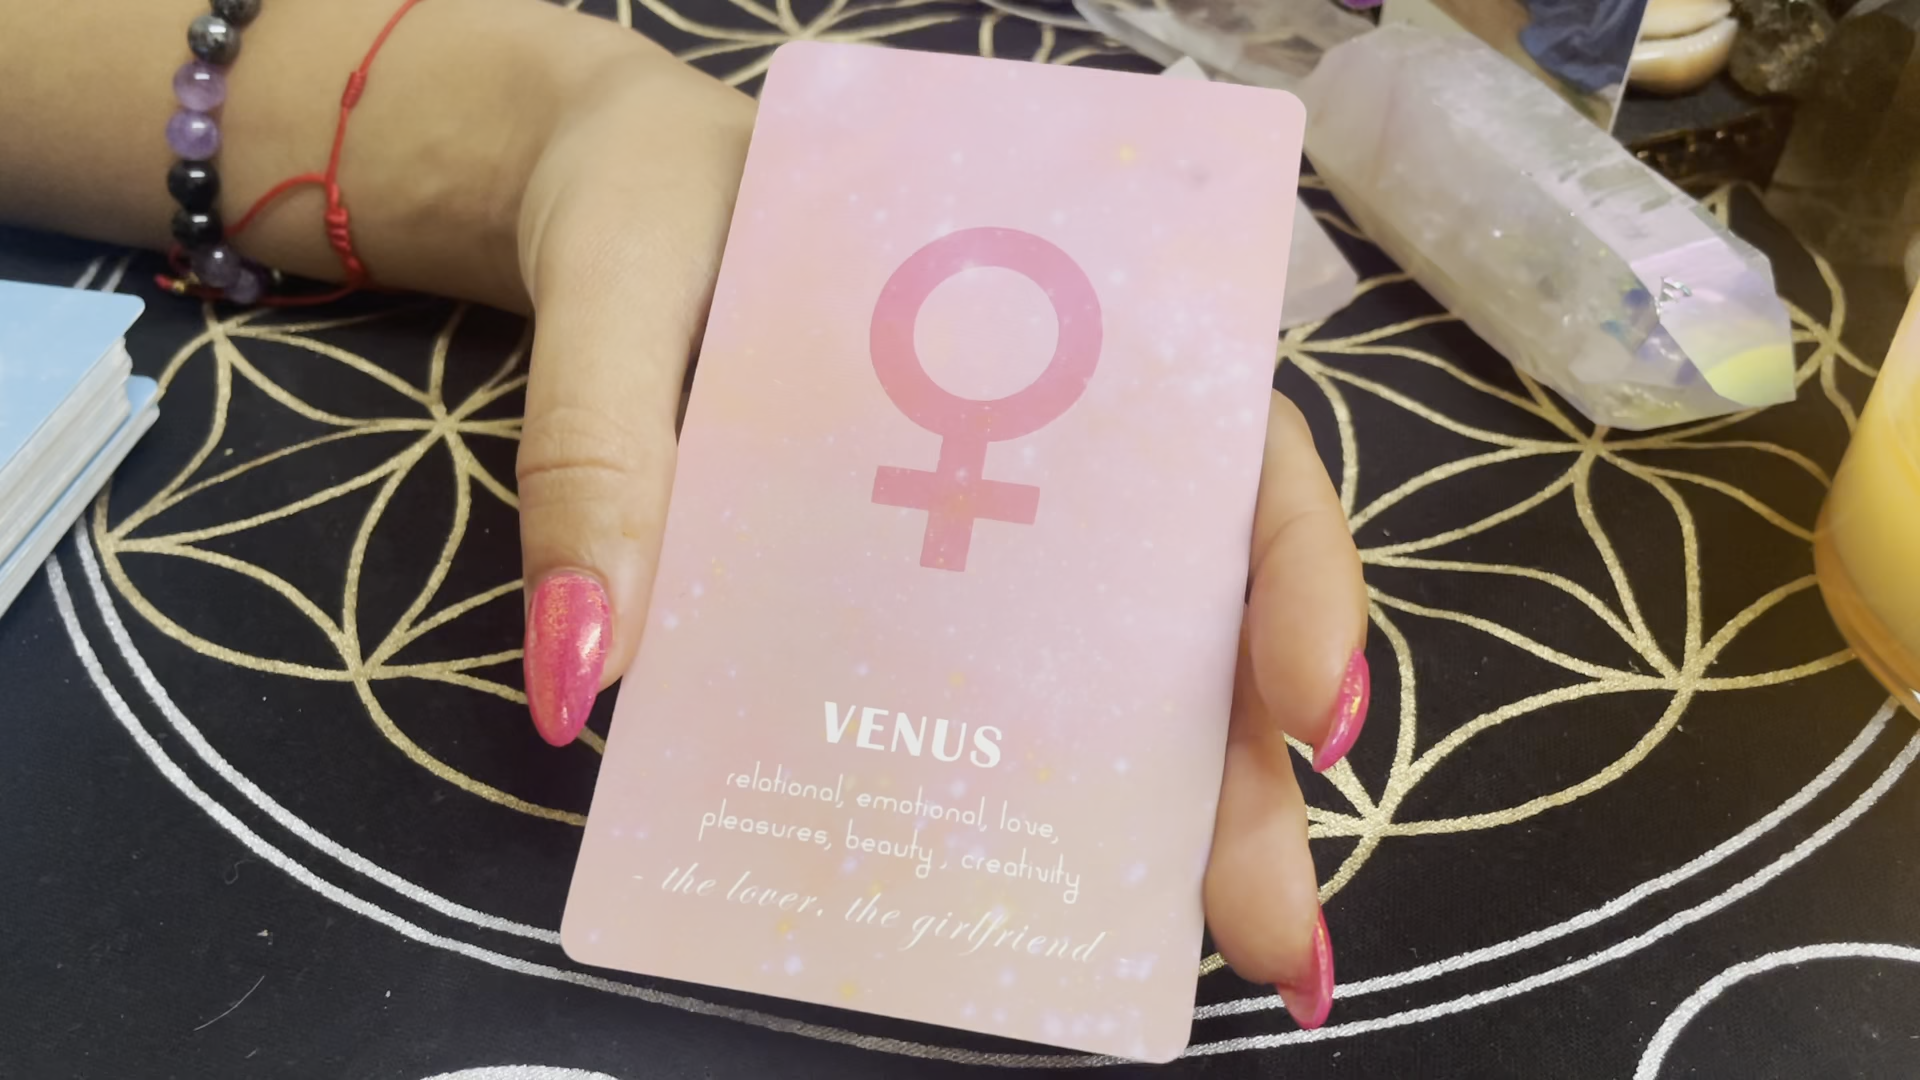 VENUS
relational, emotional, love,
pleasures, beauty, creativity
- the lover, the girlfriend